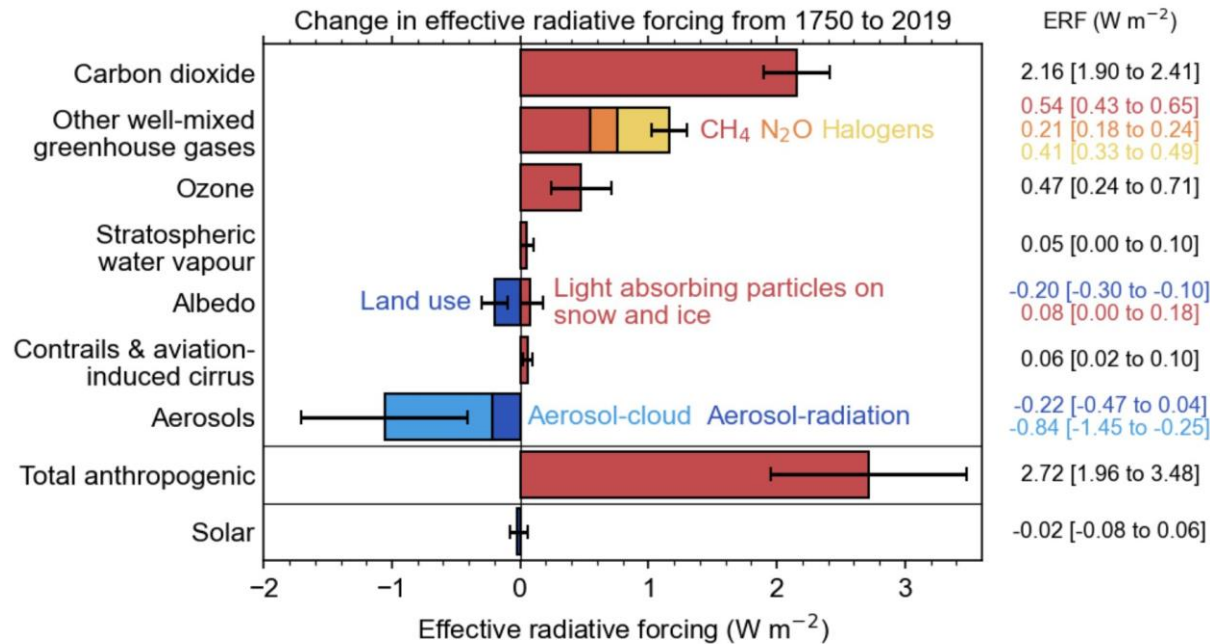 Change in effective radiative forcing from 1750 to 2019
ERF (W m⁻²)
Carbon dioxide
2.16 [1.90 to 2.41]
Other well-mixed
greenhouse gases
CH₄ N₂O Halogens
0.54 [0.43 to 0.65]
0.21 [0.18 to 0.24]
0.41 [0.33 to 0.49]
Ozone
0.47 [0.24 to 0.71]
Stratospheric
water vapour
0.05 [0.00 to 0.10]
Albedo
Land use
Light absorbing particles on
snow and ice
-0.20 [-0.30 to -0.10]
0.08 [0.00 to 0.18]
Contrails & aviation-
induced cirrus
0.06 [0.02 to 0.10]
Aerosols
Aerosol-cloud Aerosol-radiation
-0.22 [-0.47 to 0.04]
-0.84 [-1.45 to -0.25]
Total anthropogenic
2.72 [1.96 to 3.48]
Solar
-0.02 [-0.08 to 0.06]
−2 −1 0 1 2 3
Effective radiative forcing (W m⁻²)